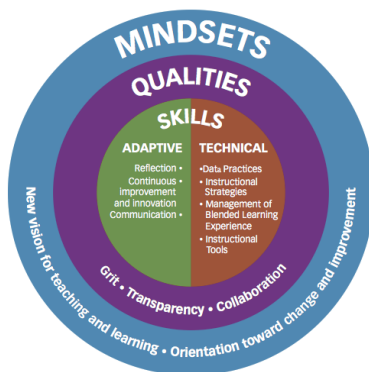 MINDSETS
QUALITIES
SKILLS
ADAPTIVE
Reflection •
Continuous •
improvement
and innovation
Communication •
TECHNICAL
•Data Practices
• Instructional
Strategies
• Management of
Blended Learning
Experience
• Instructional
Tools
Grit • Transparency • Collaboration
New vision for teaching and learning • Orientation toward change and improvement